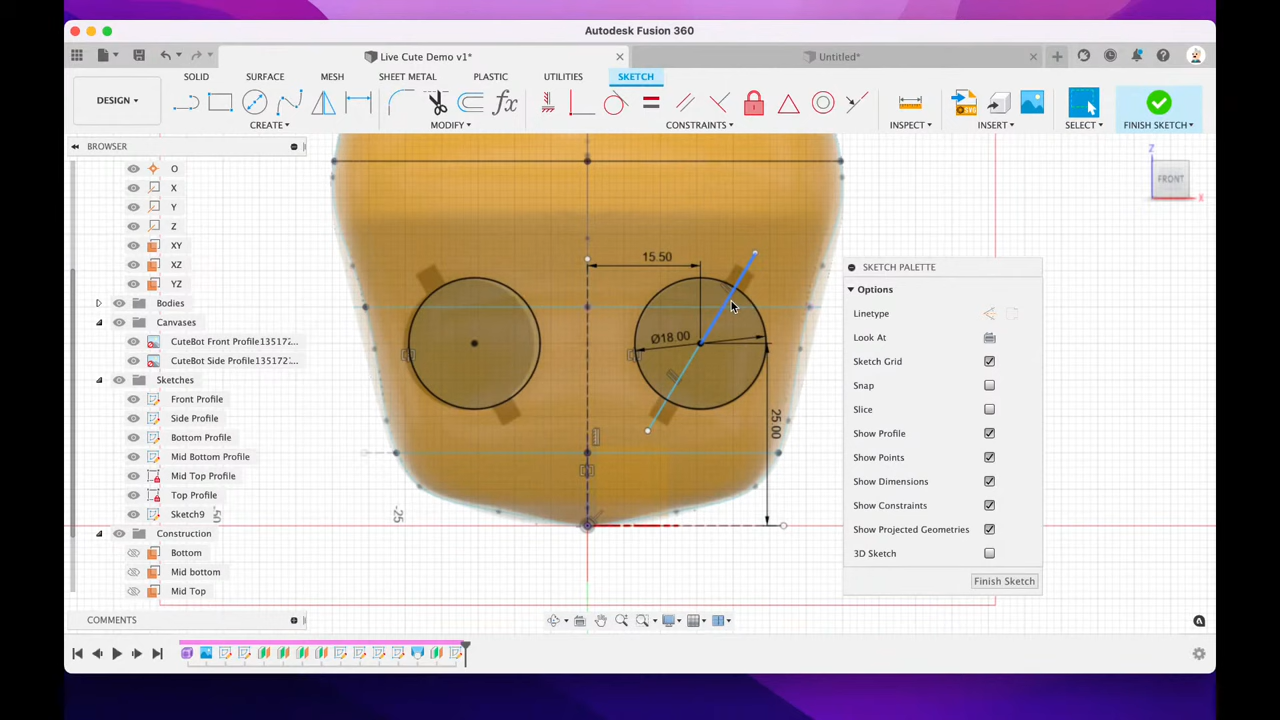 Autodesk Fusion 360
Live Cute Demo v1*
Untitled*
DESIGN
SOLID
SURFACE
MESH
SHEET METAL
PLASTIC
UTILITIES
SKETCH
CREATE
MODIFY
CONSTRAINTS
INSPECT
INSERT
SELECT
FINISH SKETCH
BROWSER
O
X
Y
Z
XY
XZ
YZ
Bodies
Canvases
CuteBot Front Profile135172...
CuteBot Side Profile1351721...
Sketches
Front Profile
Side Profile
Bottom Profile
Mid Bottom Profile
Mid Top Profile
Top Profile
Sketch9
Construction
Bottom
Mid bottom
Mid Top
COMMENTS
15.50
Ø18.00
25.00
-50
-25
Z
FRONT
X
SKETCH PALETTE
Options
Linetype
Look At
Sketch Grid
Snap
Slice
Show Profile
Show Points
Show Dimensions
Show Constraints
Show Projected Geometries
3D Sketch
Finish Sketch